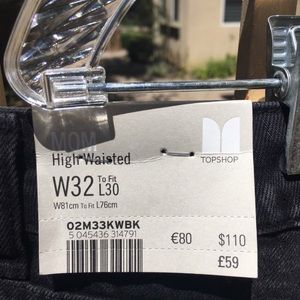 MOM
High Waisted
TOPSHOP
W32 To Fit L30
W81cm To Fit L76cm
02M33KWBK
5 045436 314791
€80
$110
£59